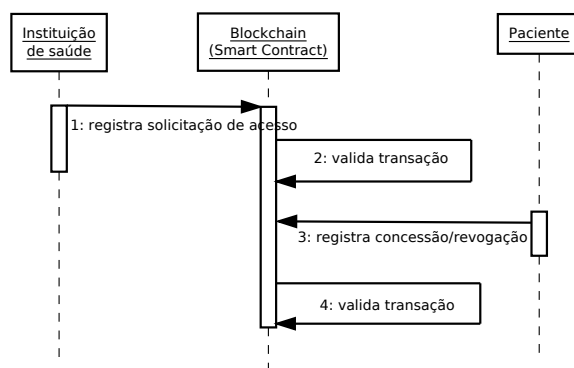 Instituição
de saúde
Blockchain
(Smart Contract)
Paciente
1: registra solicitação de acesso
2: valida transação
3: registra concessão/revogação
4: valida transação